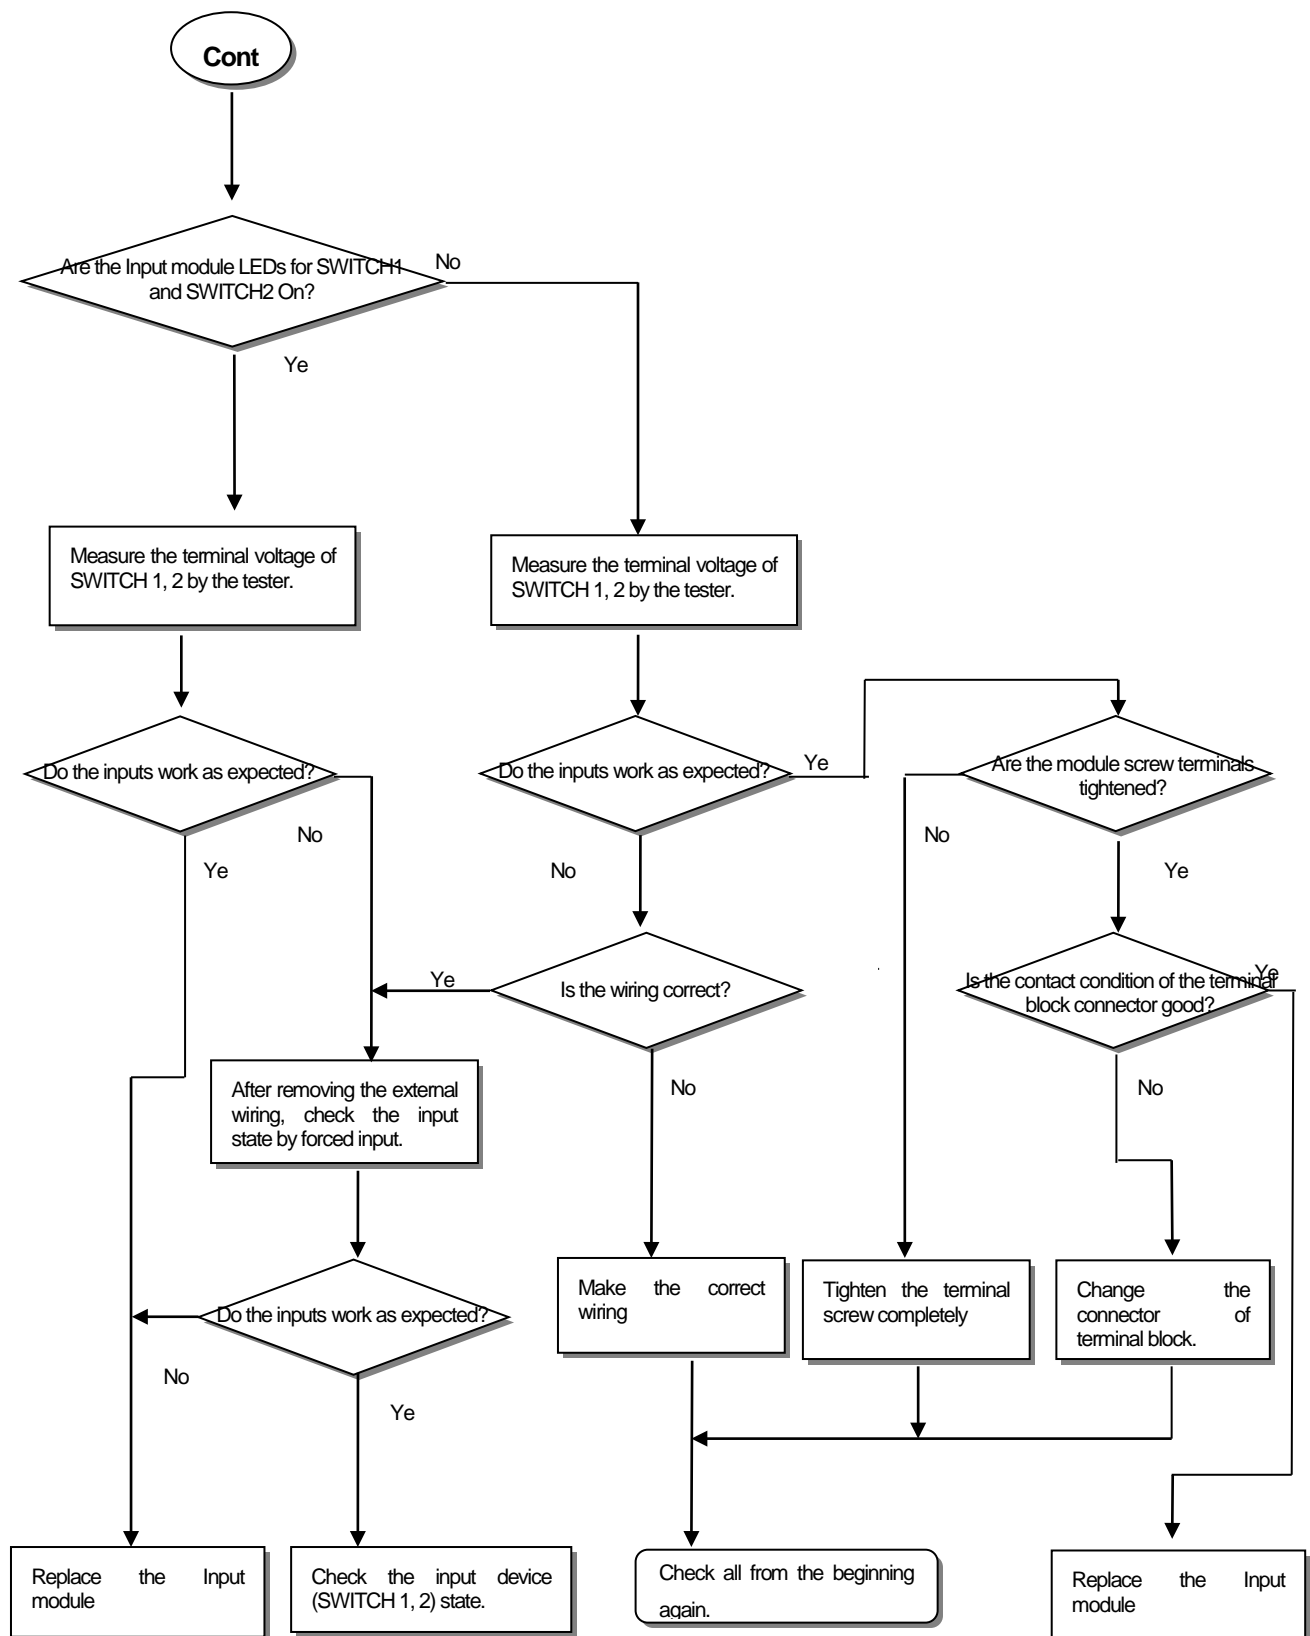 Cont
Are the Input module LEDs for SWITCH1
and SWITCH2 On?
No
Ye
Measure the terminal voltage of
SWITCH 1, 2 by the tester.
Measure the terminal voltage of
SWITCH 1, 2 by the tester.
Do the inputs work as expected?
No
Ye
Do the inputs work as expected?
Ye
No
Are the module screw terminals
tightened?
No
Ye
Is the wiring correct?
Ye
No
Is the contact condition of the terminal
block connector good?
Ye
No
After removing the external
wiring, check the input
state by forced input.
Do the inputs work as expected?
No
Ye
Make the correct
wiring
Tighten the terminal
screw completely
Change the
connector of
terminal block.
Replace the Input
module
Check the input device
(SWITCH 1, 2) state.
Check all from the beginning
again.
Replace the Input
module